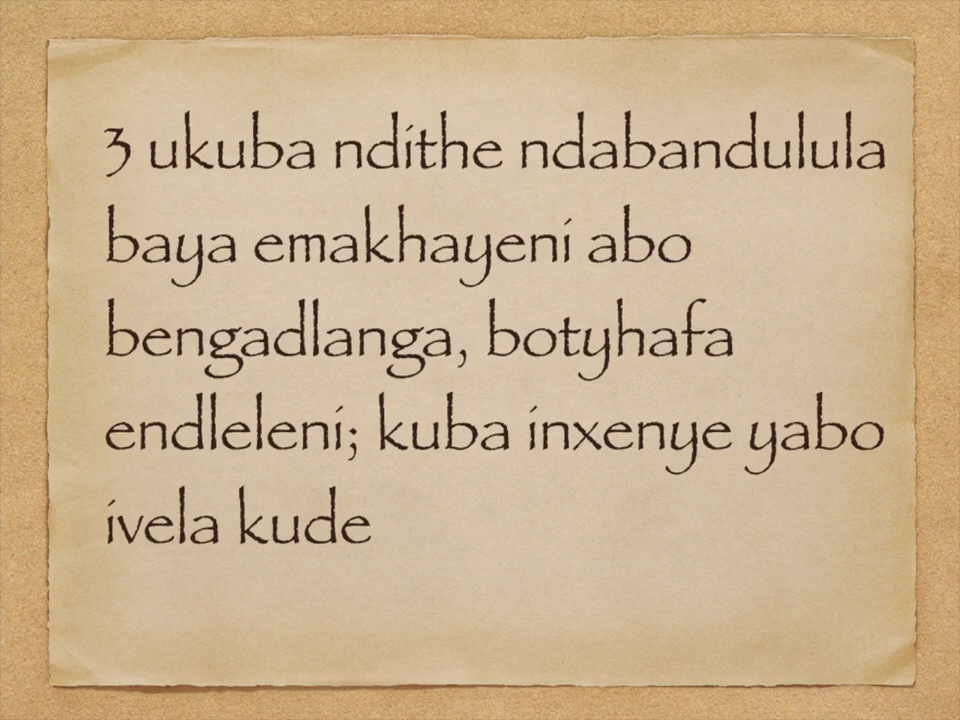 3 ukuba ndithe ndabandulula
baya emakhayeni abo
bengadlanga, botyhafa
endleleni; kuba inxenye yabo
ivela kude